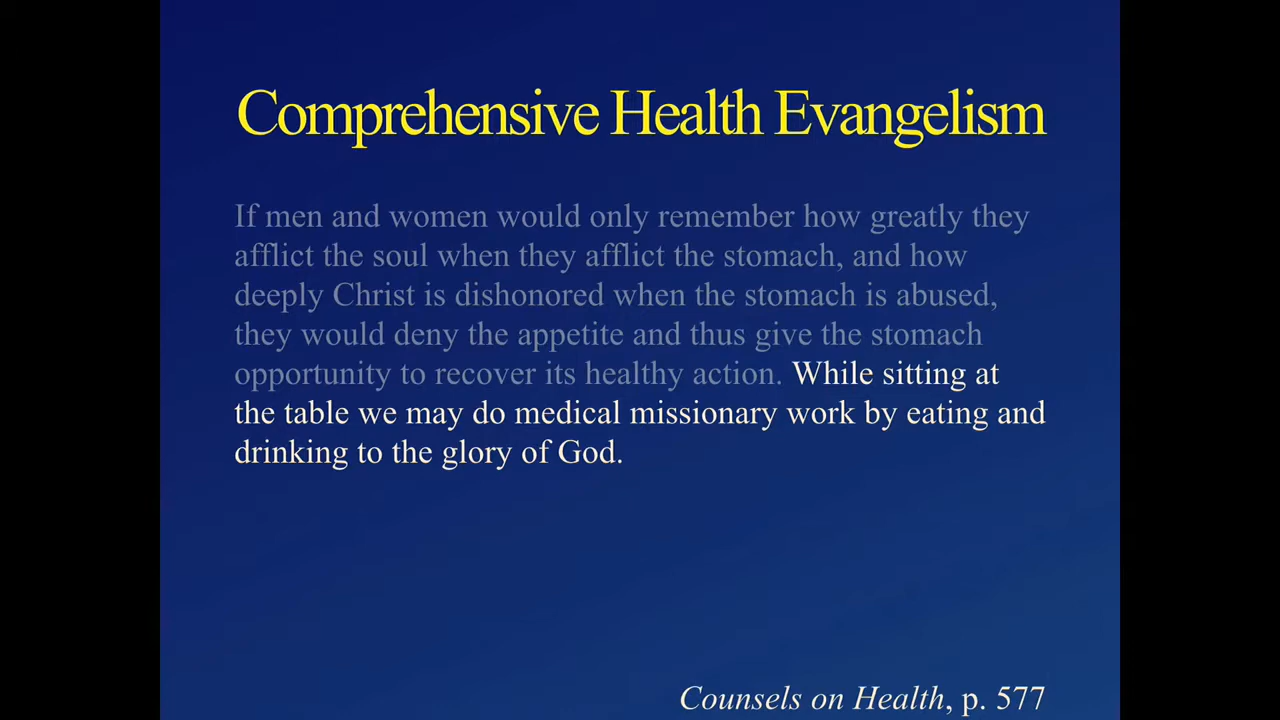 Comprehensive Health Evangelism
If men and women would only remember how greatly they
afflict the soul when they afflict the stomach, and how
deeply Christ is dishonored when the stomach is abused,
they would deny the appetite and thus give the stomach
opportunity to recover its healthy action. While sitting at
the table we may do medical missionary work by eating and
drinking to the glory of God.
Counsels on Health, p. 577